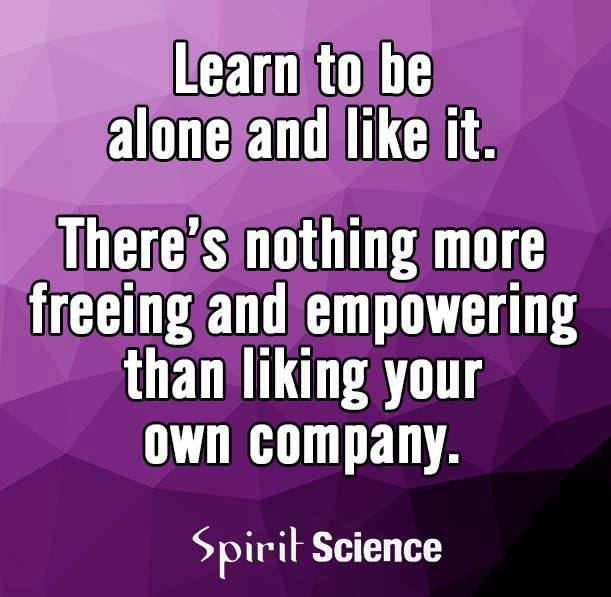 Learn to be
alone and like it.
There's nothing more
freeing and empowering
than liking your
own company.
Spirit Science